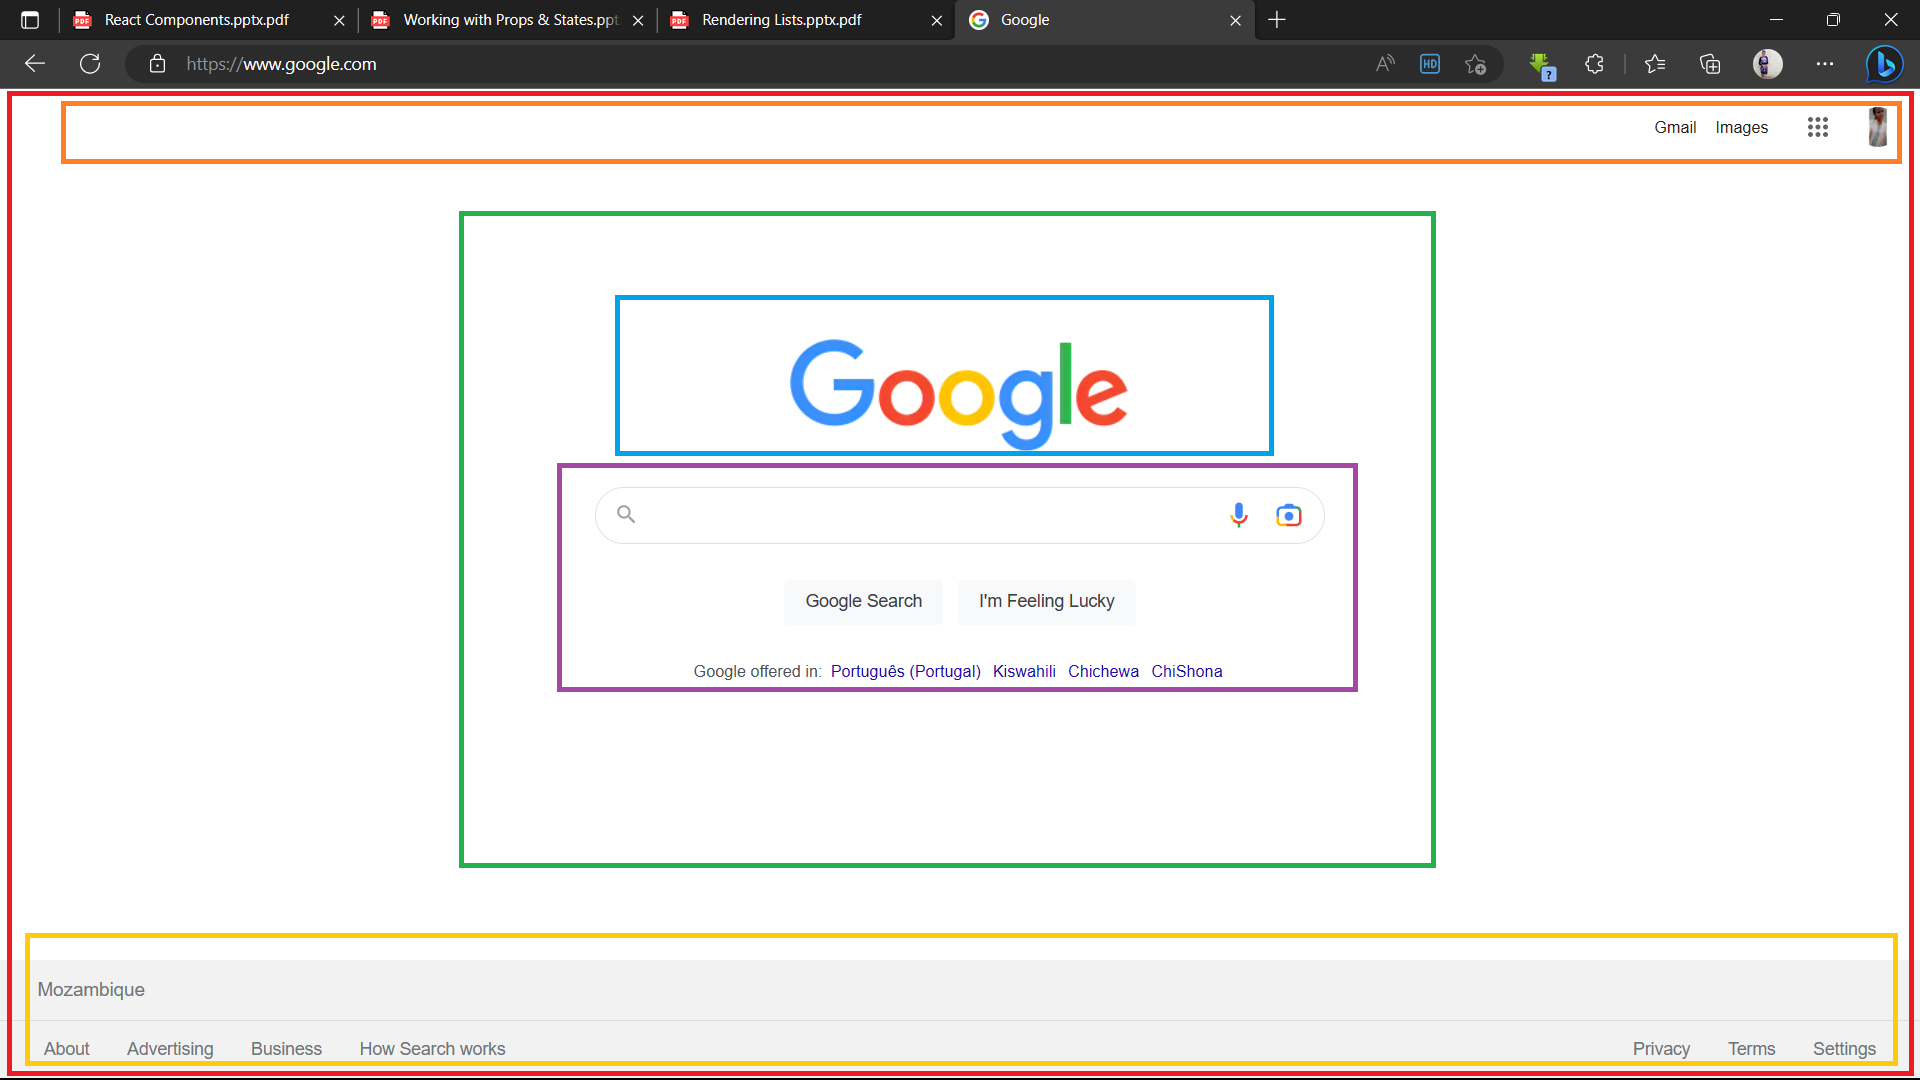 React Components.pptx.pdf
Working with Props & States.ppt
Rendering Lists.pptx.pdf
Google
https://www.google.com
HD
?
Gmail Images
Google
Google Search I'm Feeling Lucky
Google offered in: Português (Portugal) Kiswahili Chichewa ChiShona
Mozambique
About Advertising Business How Search works Privacy Terms Settings